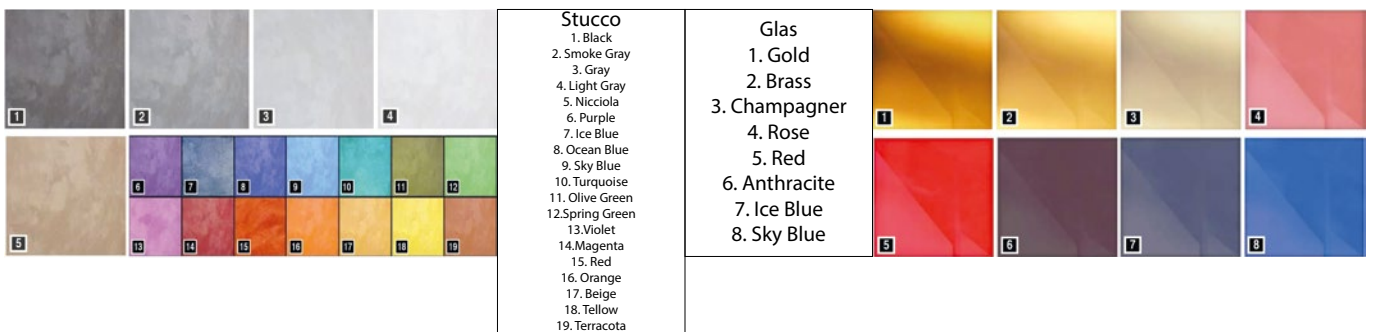 1
2
3
4
5
6
7
8
9
10
11
12
13
14
15
16
17
18
19
Stucco
1. Black
2. Smoke Gray
3. Gray
4. Light Gray
5. Nicciola
6. Purple
7. Ice Blue
8. Ocean Blue
9. Sky Blue
10. Turquoise
11. Olive Green
12.Spring Green
13.Violet
14.Magenta
15. Red
16. Orange
17. Beige
18. Tellow
19. Terracota
Glas
1. Gold
2. Brass
3. Champagner
4. Rose
5. Red
6. Anthracite
7. Ice Blue
8. Sky Blue
1
2
3
4
5
6
7
8